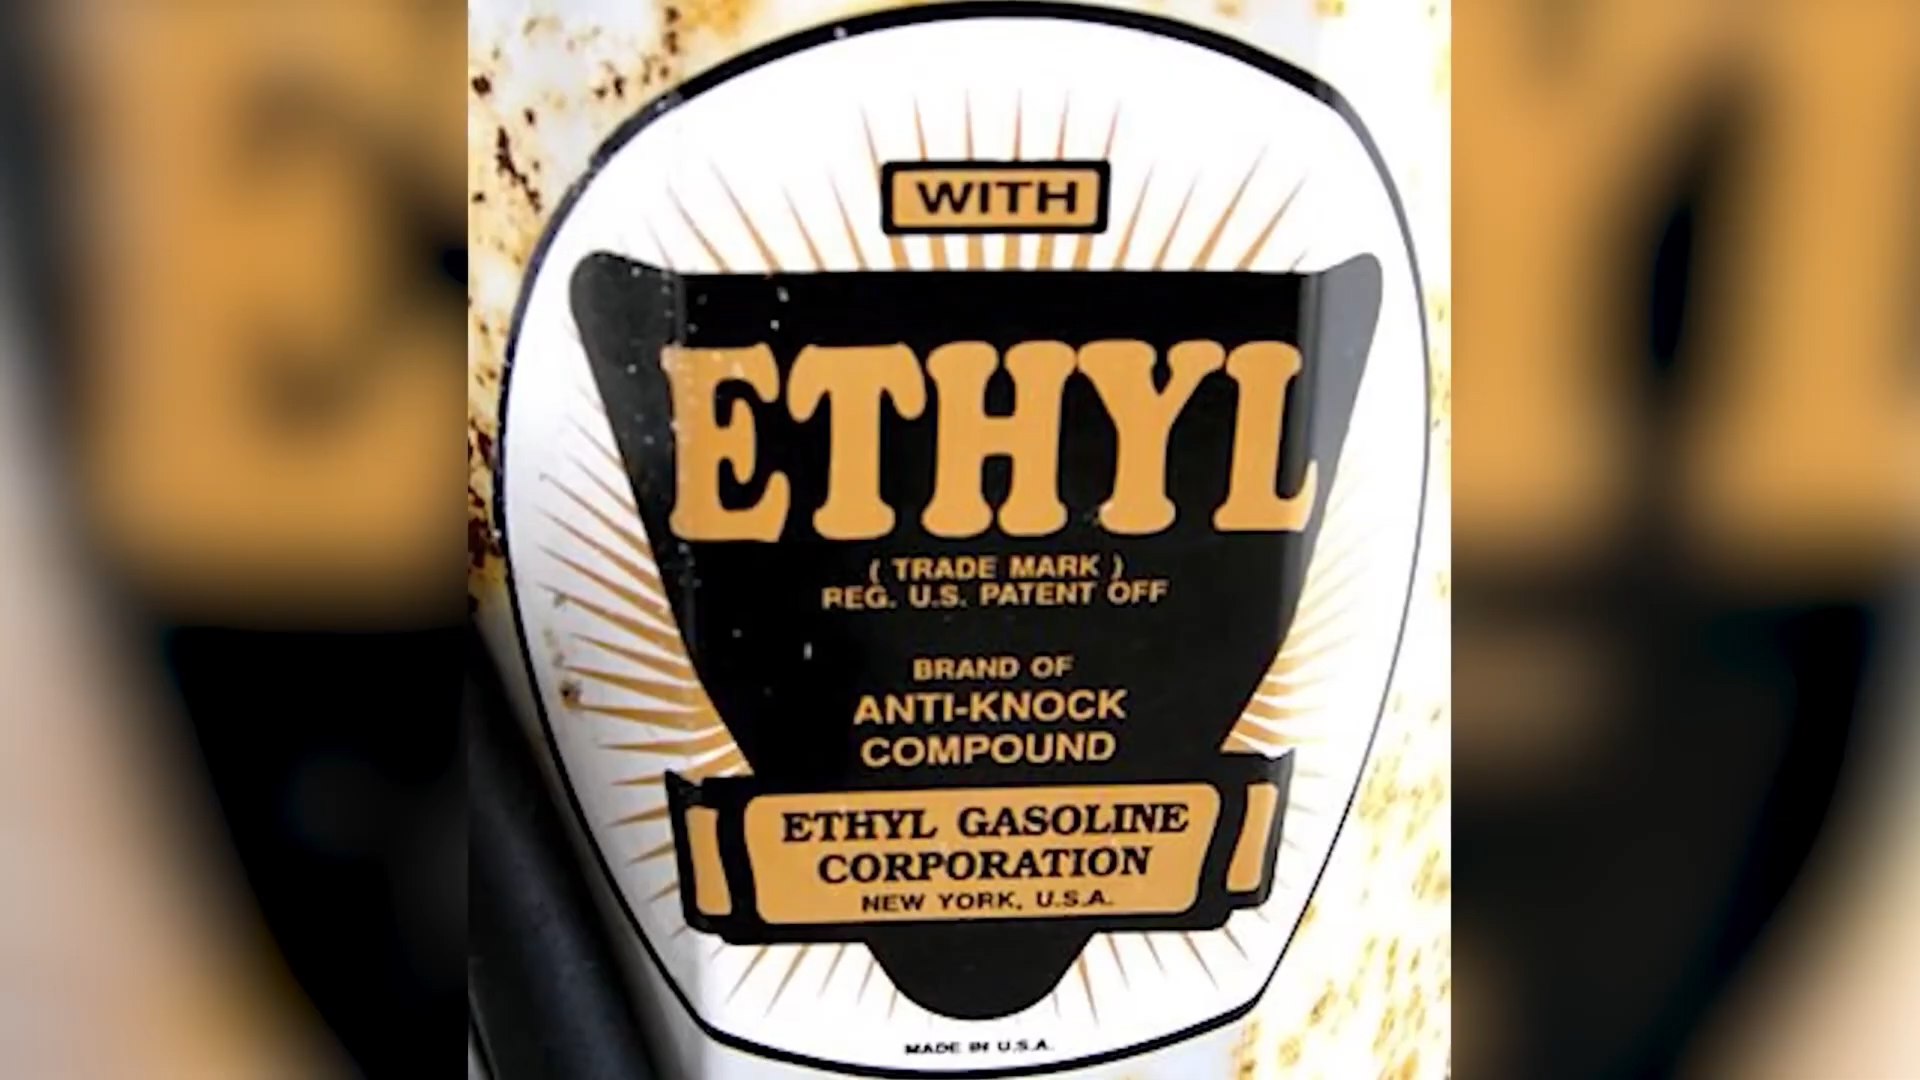 WITH
ETHYL
( TRADE MARK )
REG. U.S. PATENT OFF
BRAND OF
ANTI-KNOCK
COMPOUND
ETHYL GASOLINE
CORPORATION
NEW YORK, U.S.A.
MADE IN U.S.A.